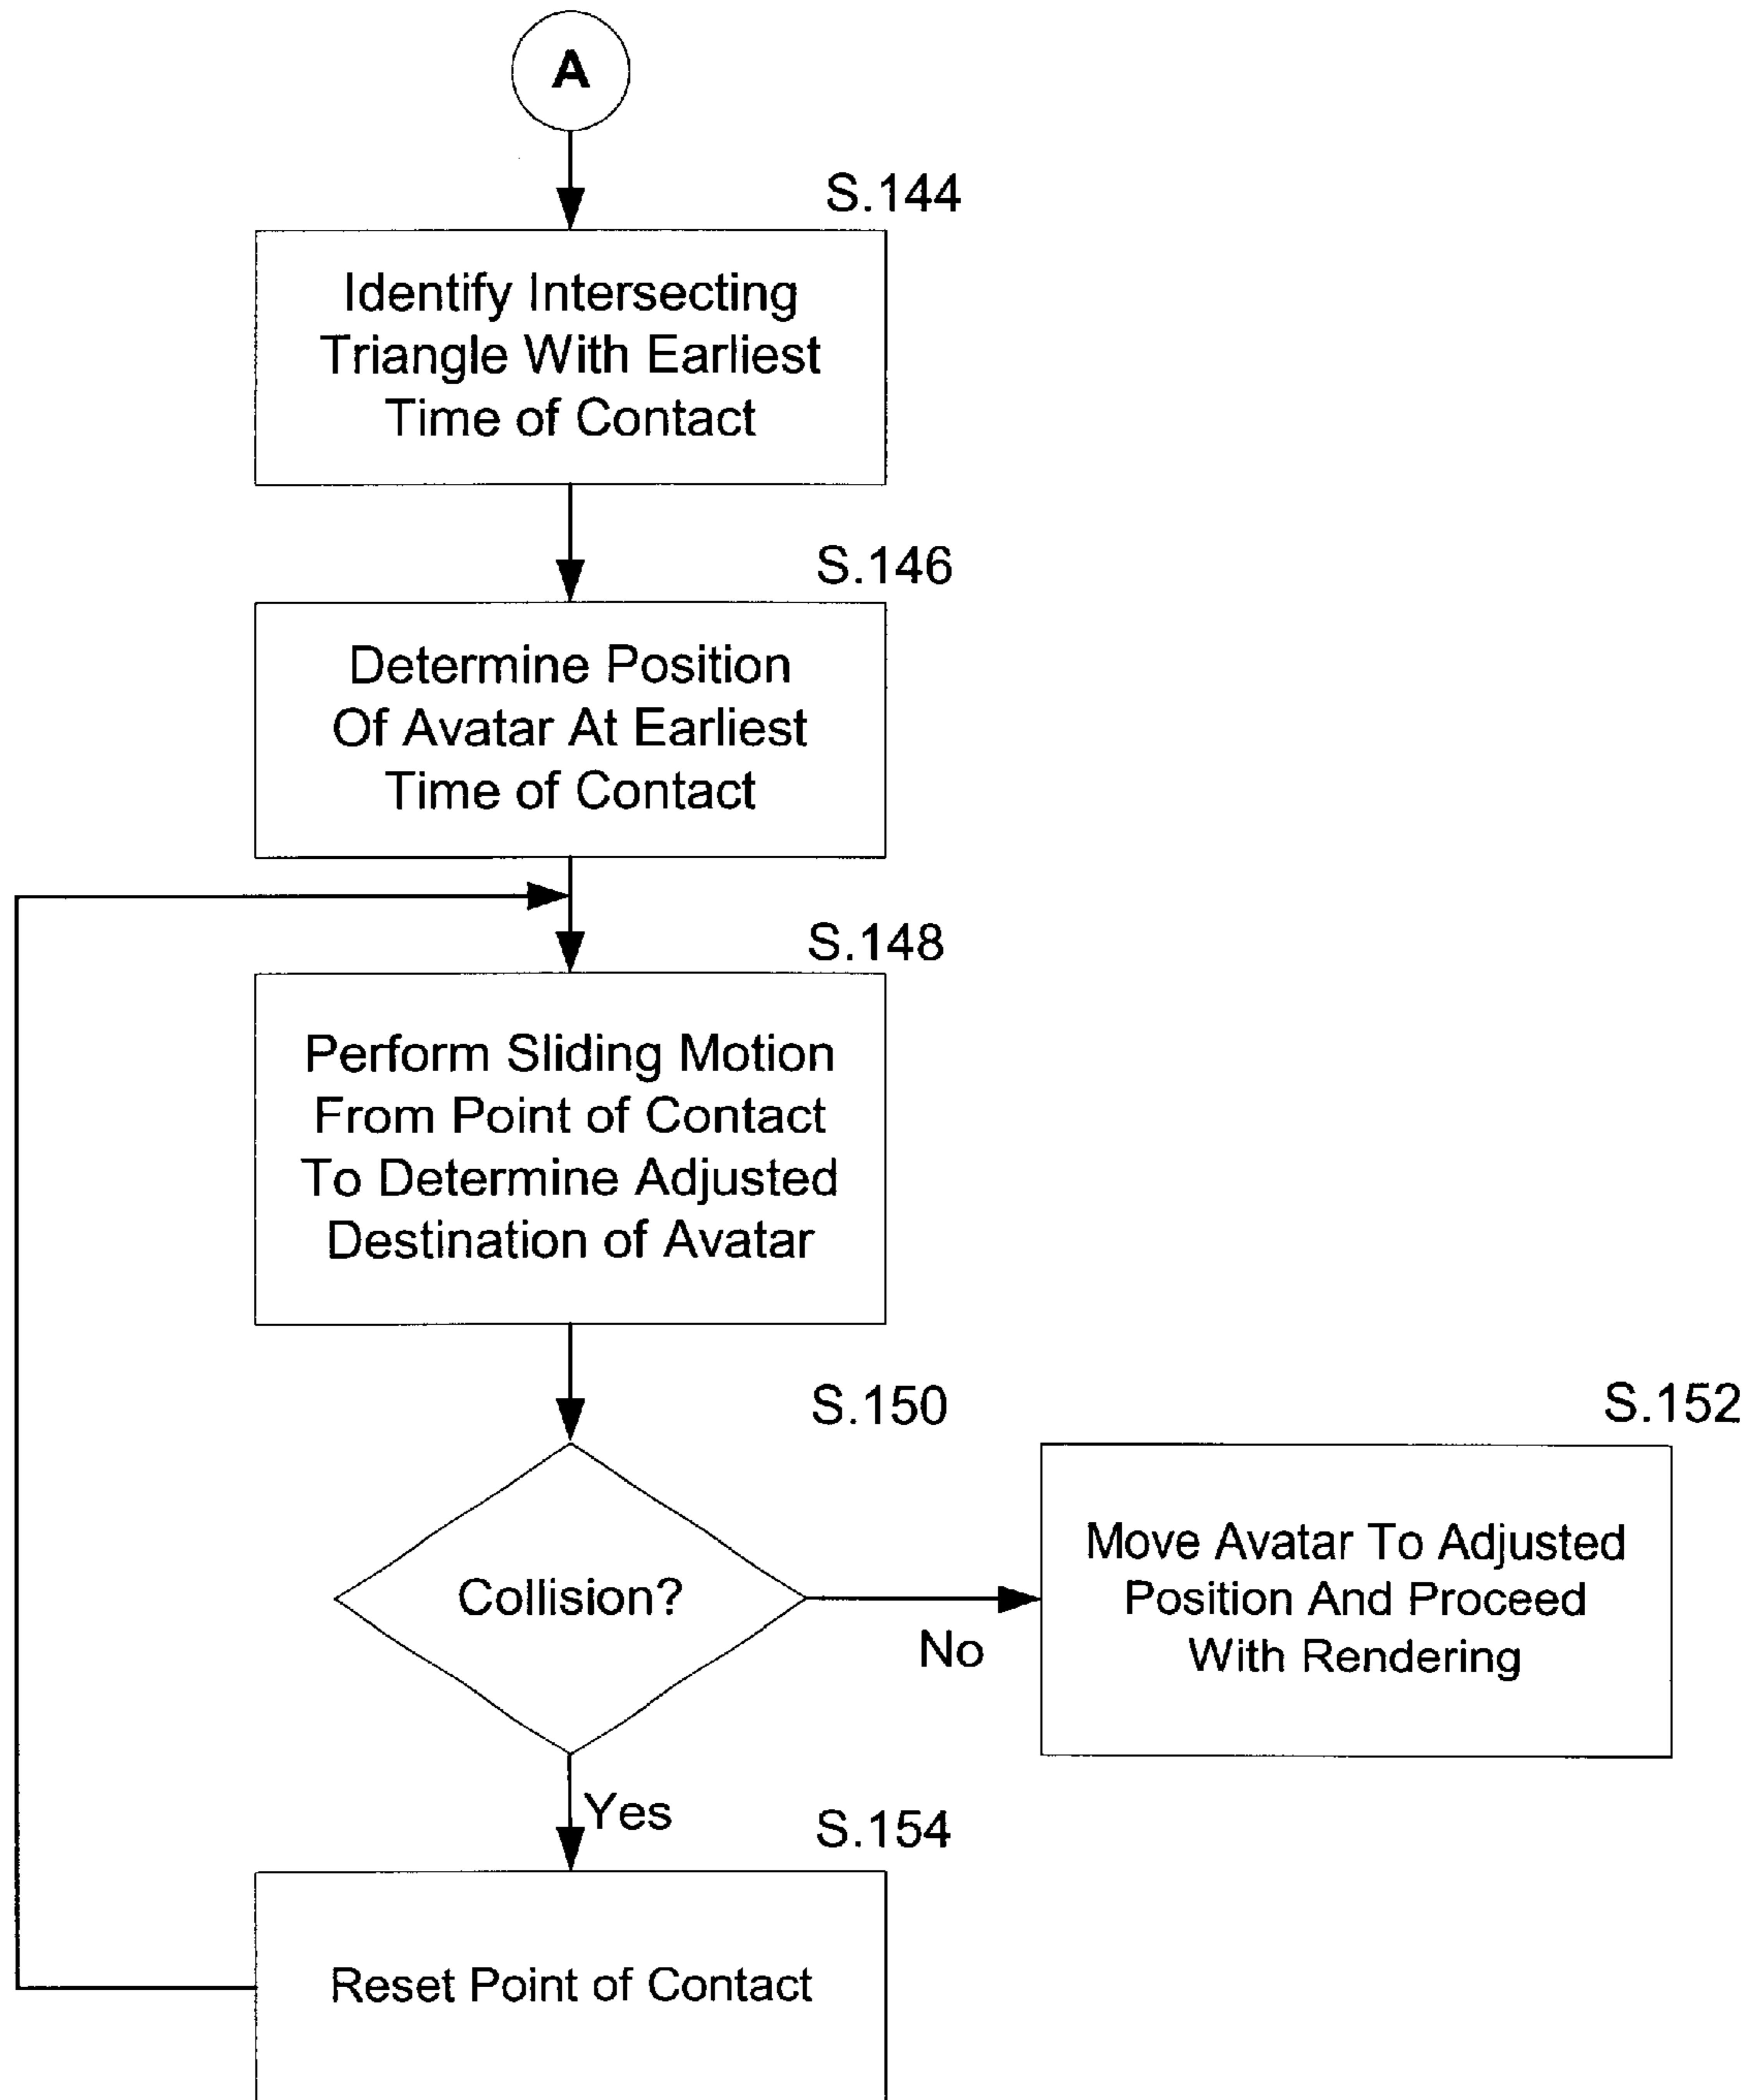 A
S.144
Identify Intersecting
Triangle With Earliest
Time of Contact
S.146
Determine Position
Of Avatar At Earliest
Time of Contact
S.148
Perform Sliding Motion
From Point of Contact
To Determine Adjusted
Destination of Avatar
S.150
Collision?
No
S.152
Move Avatar To Adjusted
Position And Proceed
With Rendering
Yes
S.154
Reset Point of Contact